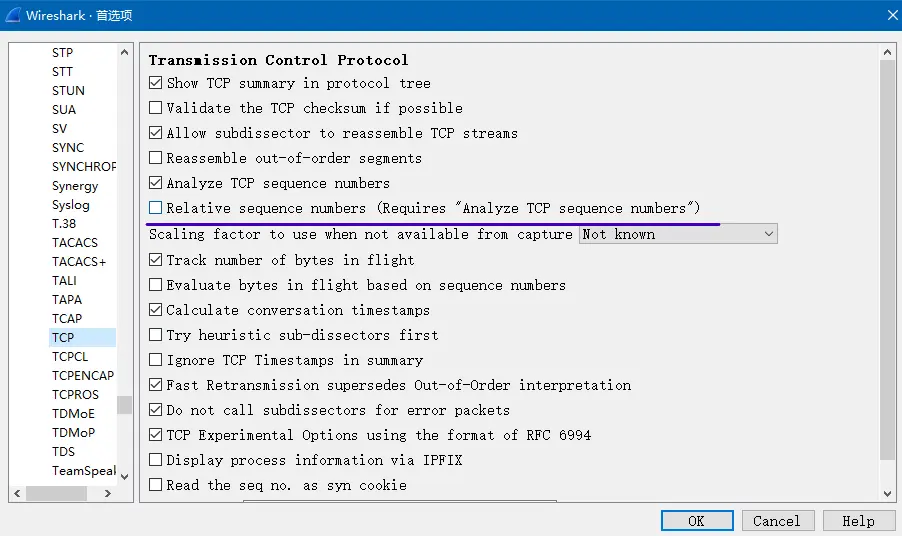 Wireshark · 首选项
STP
STT
STUN
SUA
SV
SYNC
SYNCHROP
Synergy
Syslog
T.38
TACACS
TACACS+
TALI
TAPA
TCAP
TCP
TCPCL
TCPENCAP
TCPROS
TDMoE
TDMoP
TDS
TeamSpeak
Transmission Control Protocol
Show TCP summary in protocol tree
Validate the TCP checksum if possible
Allow subdissector to reassemble TCP streams
Reassemble out-of-order segments
Analyze TCP sequence numbers
Relative sequence numbers (Requires "Analyze TCP sequence numbers")
Scaling factor to use when not available from capture Not known
Track number of bytes in flight
Evaluate bytes in flight based on sequence numbers
Calculate conversation timestamps
Try heuristic sub-dissectors first
Ignore TCP Timestamps in summary
Fast Retransmission supersedes Out-of-Order interpretation
Do not call subdissectors for error packets
TCP Experimental Options using the format of RFC 6994
Display process information via IPFIX
Read the seq no. as syn cookie
OK Cancel Help